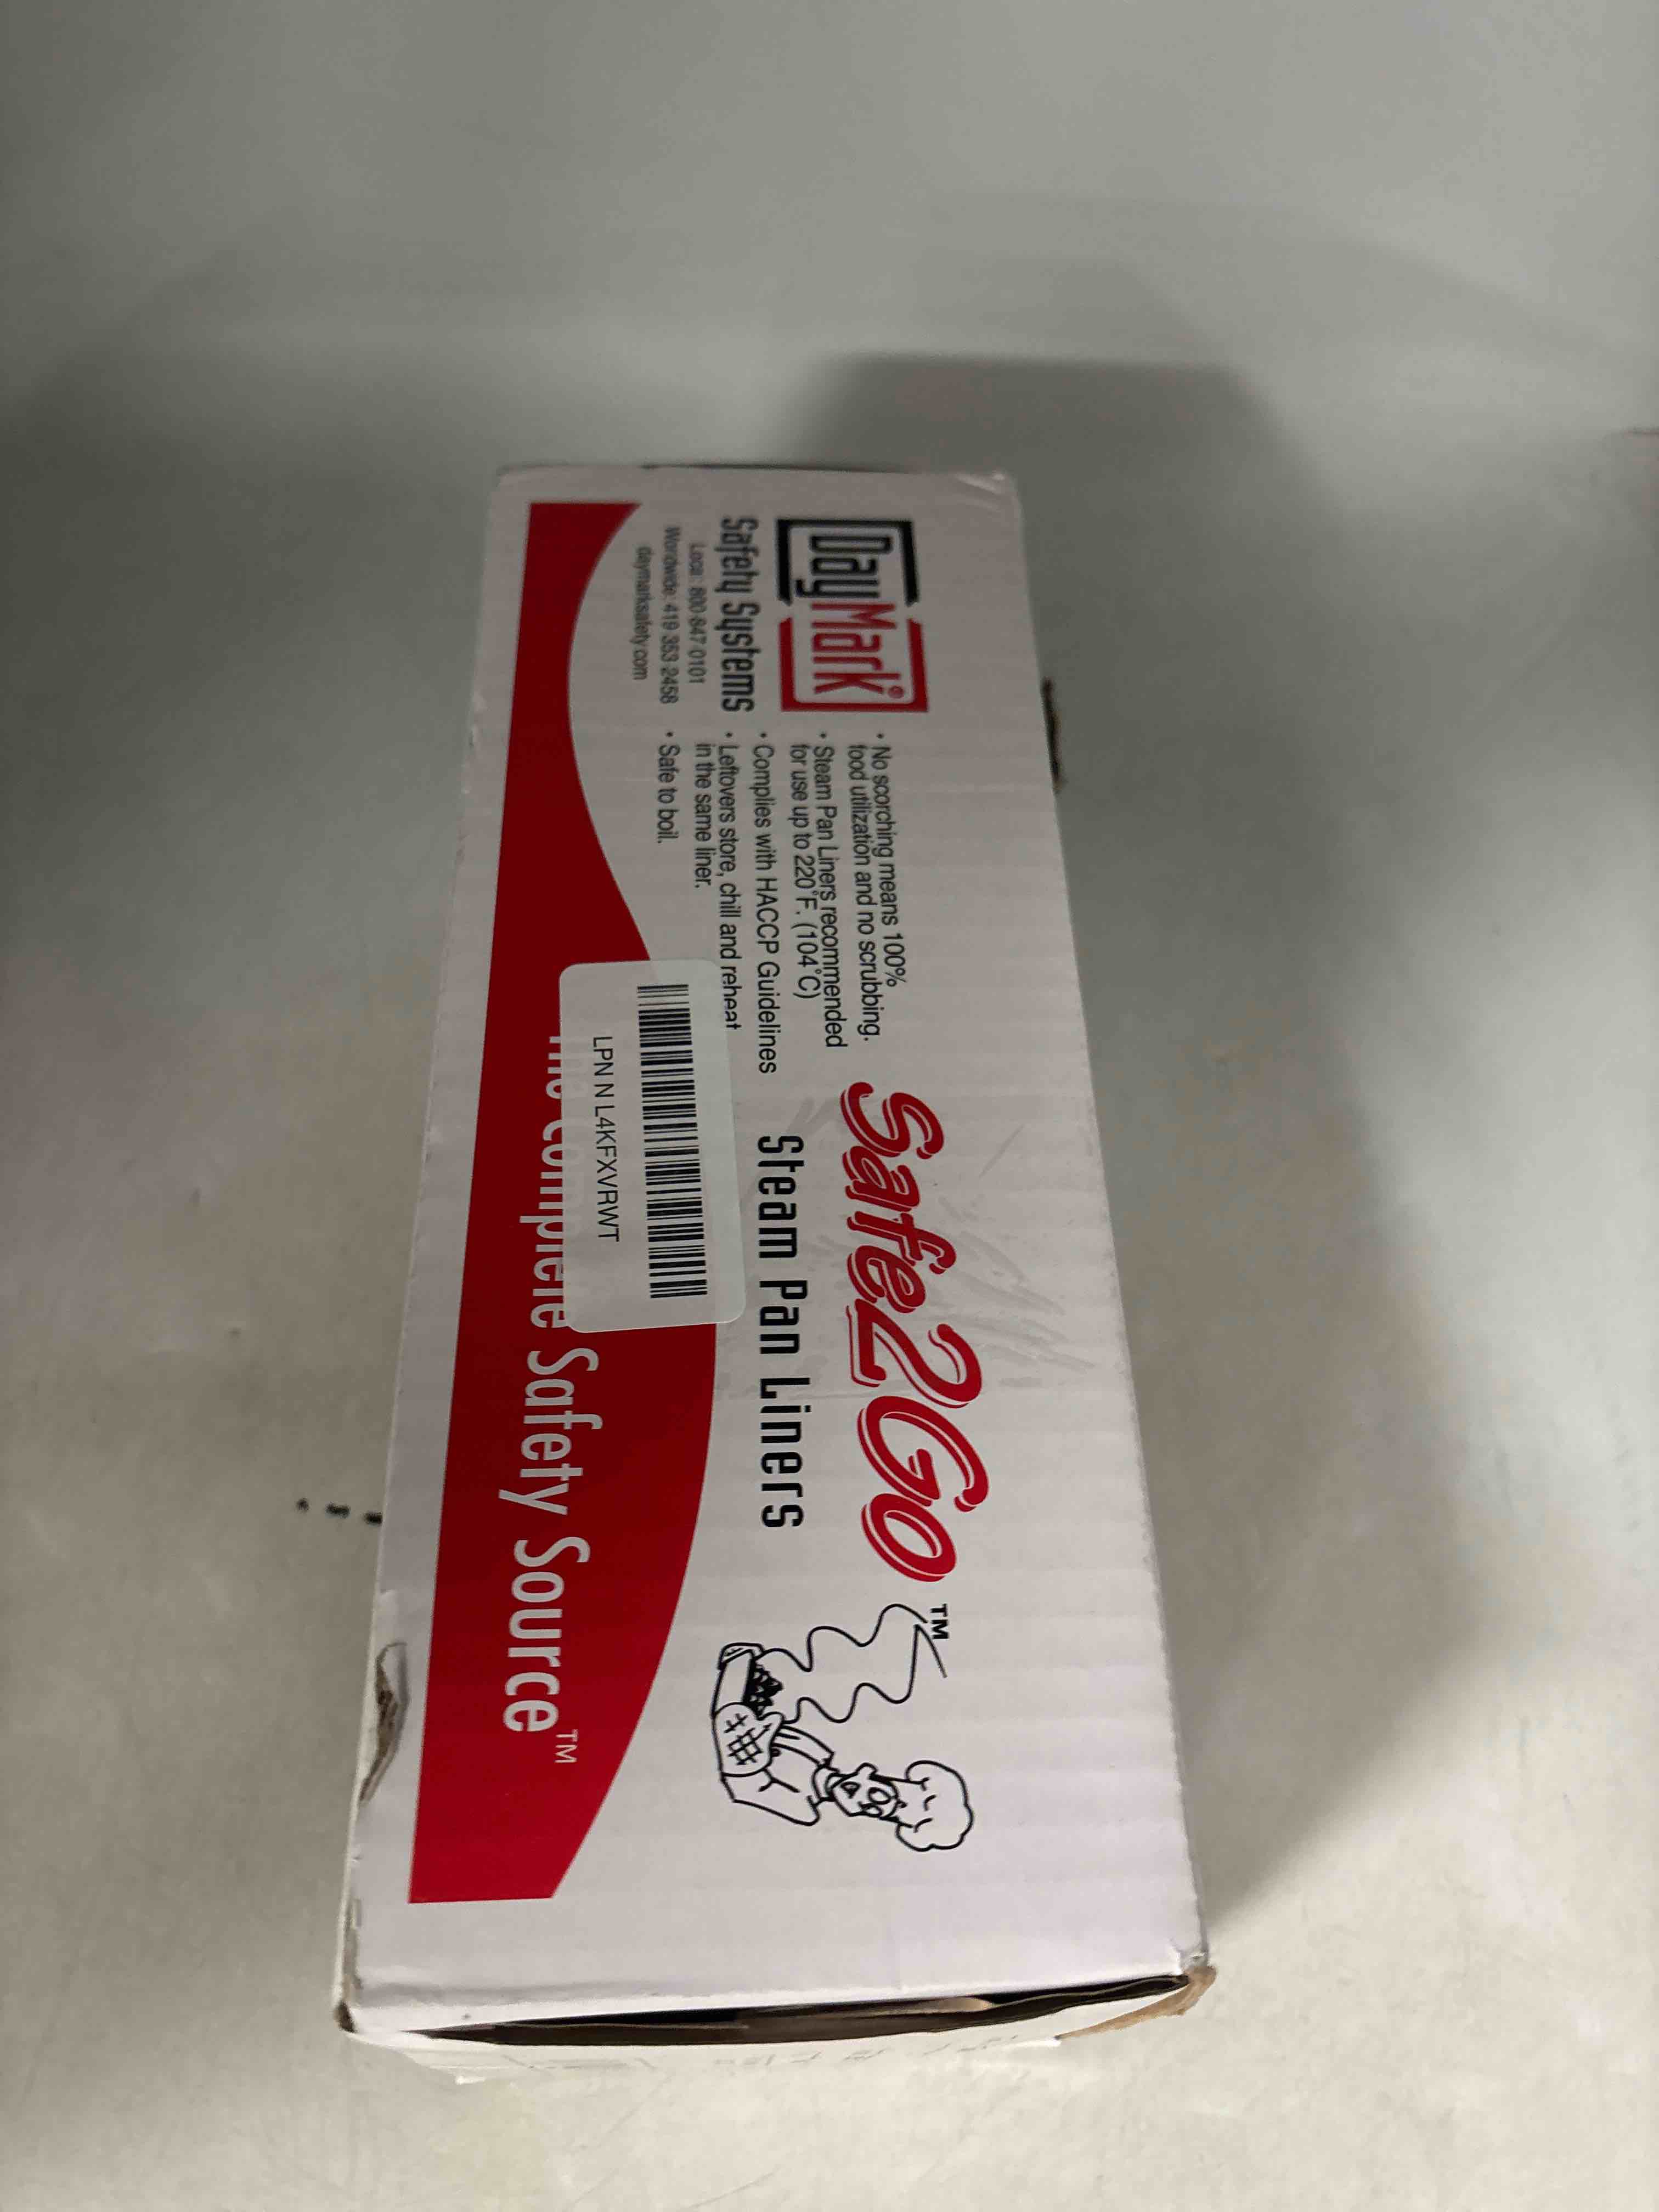 DayMark®
Safety Systems
Local: 800-847-0101
Worldwide: 419-353-2458
daymarksafety.com
• No scorching means 100%
food utilization and no scrubbing.
• Steam Pan Liners recommended
for use up to 220°F. (104°C)
• Complies with HACCP Guidelines
• Leftovers store, chill and reheat
in the same liner.
• Safe to boil.
Safe2Go™
Steam Pan Liners
LPN N L4KFXVRWT
The Complete Safety Source™